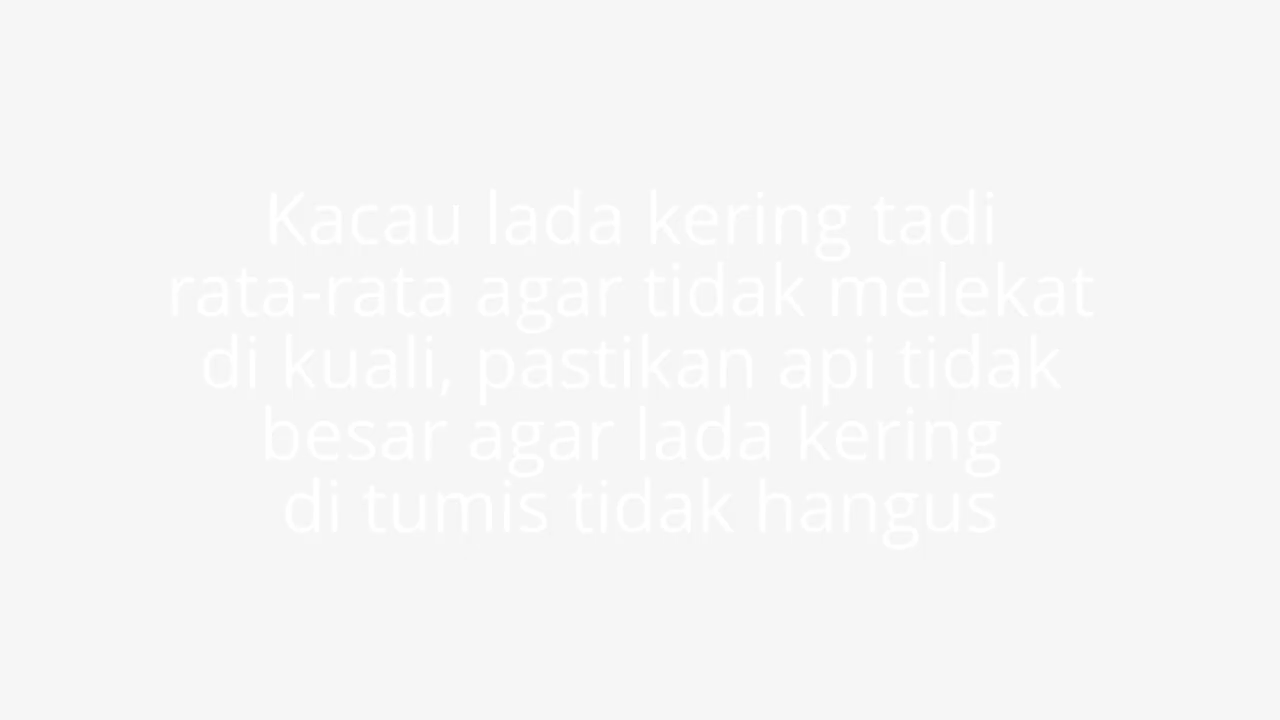 Kacau lada kering tadi
rata-rata agar tidak melekat
di kuali, pastikan api tidak
besar agar lada kering
di tumis tidak hangus